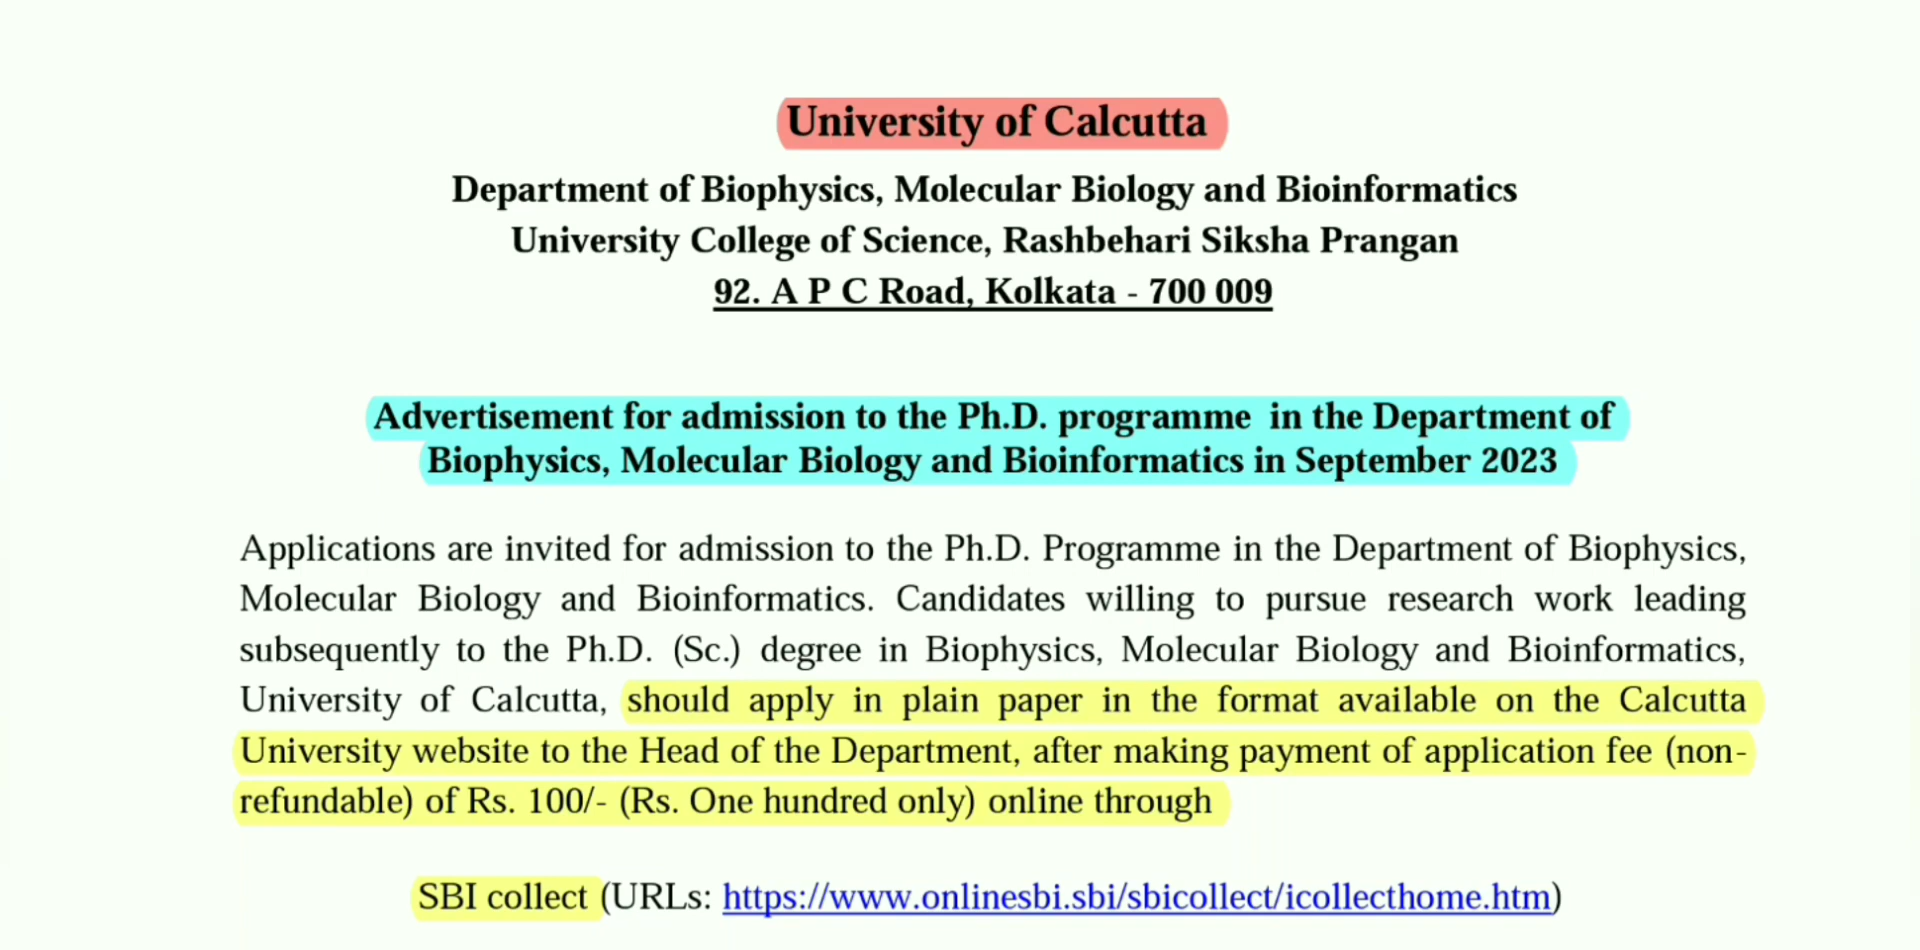 University of Calcutta
Department of Biophysics, Molecular Biology and Bioinformatics
University College of Science, Rashbehari Siksha Prangan
92. A P C Road, Kolkata - 700 009
Advertisement for admission to the Ph.D. programme in the Department of
Biophysics, Molecular Biology and Bioinformatics in September 2023
Applications are invited for admission to the Ph.D. Programme in the Department of Biophysics,
Molecular Biology and Bioinformatics. Candidates willing to pursue research work leading
subsequently to the Ph.D. (Sc.) degree in Biophysics, Molecular Biology and Bioinformatics,
University of Calcutta, should apply in plain paper in the format available on the Calcutta
University website to the Head of the Department, after making payment of application fee (non-
refundable) of Rs. 100/- (Rs. One hundred only) online through
SBI collect (URLs: https://www.onlinesbi.sbi/sbicollect/icollecthome.htm)